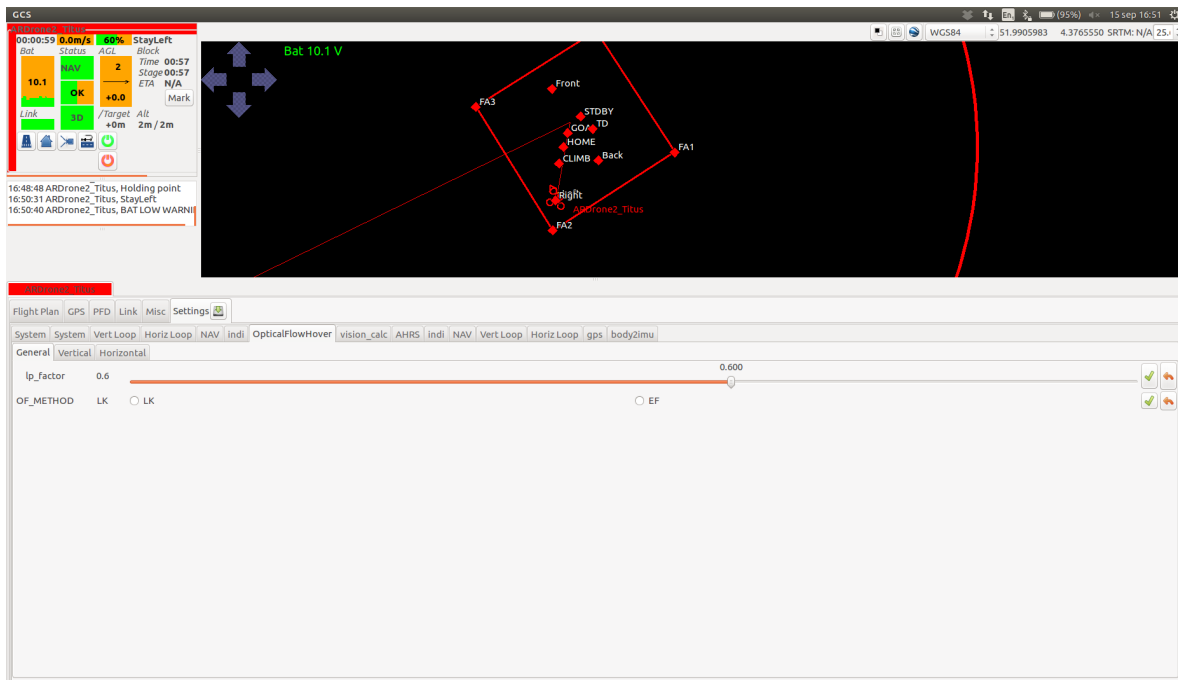 GCS
En
(95%)
15 sep 16:51
ARDrone2_Titus
00:00:59 0.0m/s 60% StayLeft
Bat Status AGL Block
Time 00:57
Stage 00:57
ETA N/A
Mark
NAV
2
10.1
OK
+0.0
Link
3D
/Target Alt
+0m 2m / 2m
WGS84
51.9905983 4.3765550 SRTM: N/A 25.
16:48:48 ARDrone2_Titus, Holding point
16:50:31 ARDrone2_Titus, StayLeft
16:50:40 ARDrone2_Titus, BAT LOW WARNI
Bat 10.1 V
Front
FA3
STDBY
TD
HOME
FA1
CLIMB
Back
Right
ARDrone2_Titus
FA2
ARDrone2_Titus
Flight Plan GPS PFD Link Misc Settings
System System Vert Loop Horiz Loop NAV indi OpticalFlowHover vision_calc AHRS indi NAV Vert Loop Horiz Loop gps body2imu
General Vertical Horizontal
lp_factor 0.6 0.600
OF_METHOD LK LK EF